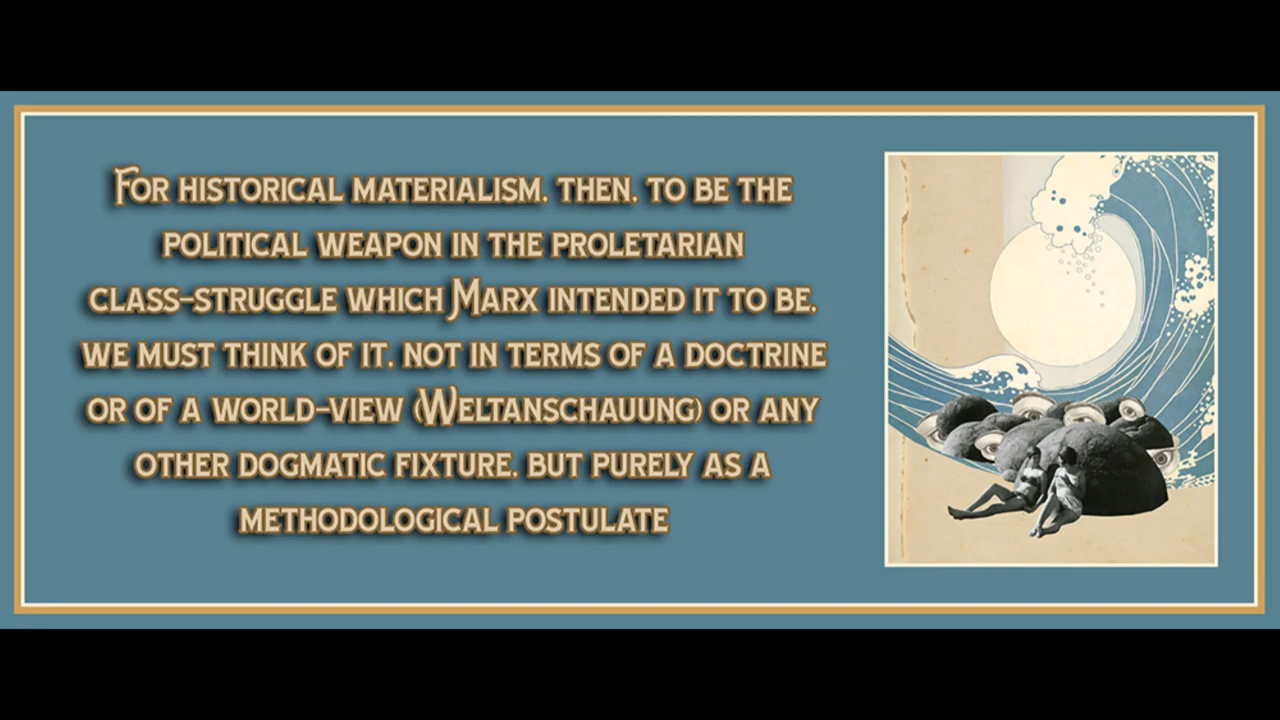 For historical materialism, then, to be the
political weapon in the proletarian
class-struggle which Marx intended it to be,
we must think of it, not in terms of a doctrine
or of a world-view (Weltanschauung) or any
other dogmatic fixture, but purely as a
methodological postulate